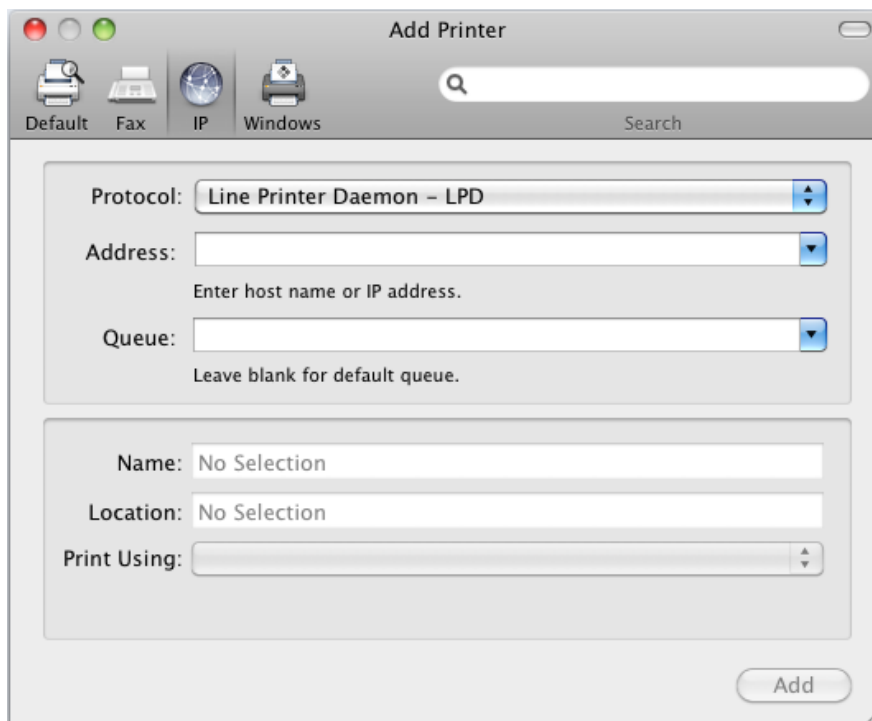 Add Printer
Default Fax IP Windows Search
Protocol: Line Printer Daemon – LPD
Address:
Enter host name or IP address.
Queue:
Leave blank for default queue.
Name: No Selection
Location: No Selection
Print Using:
Add